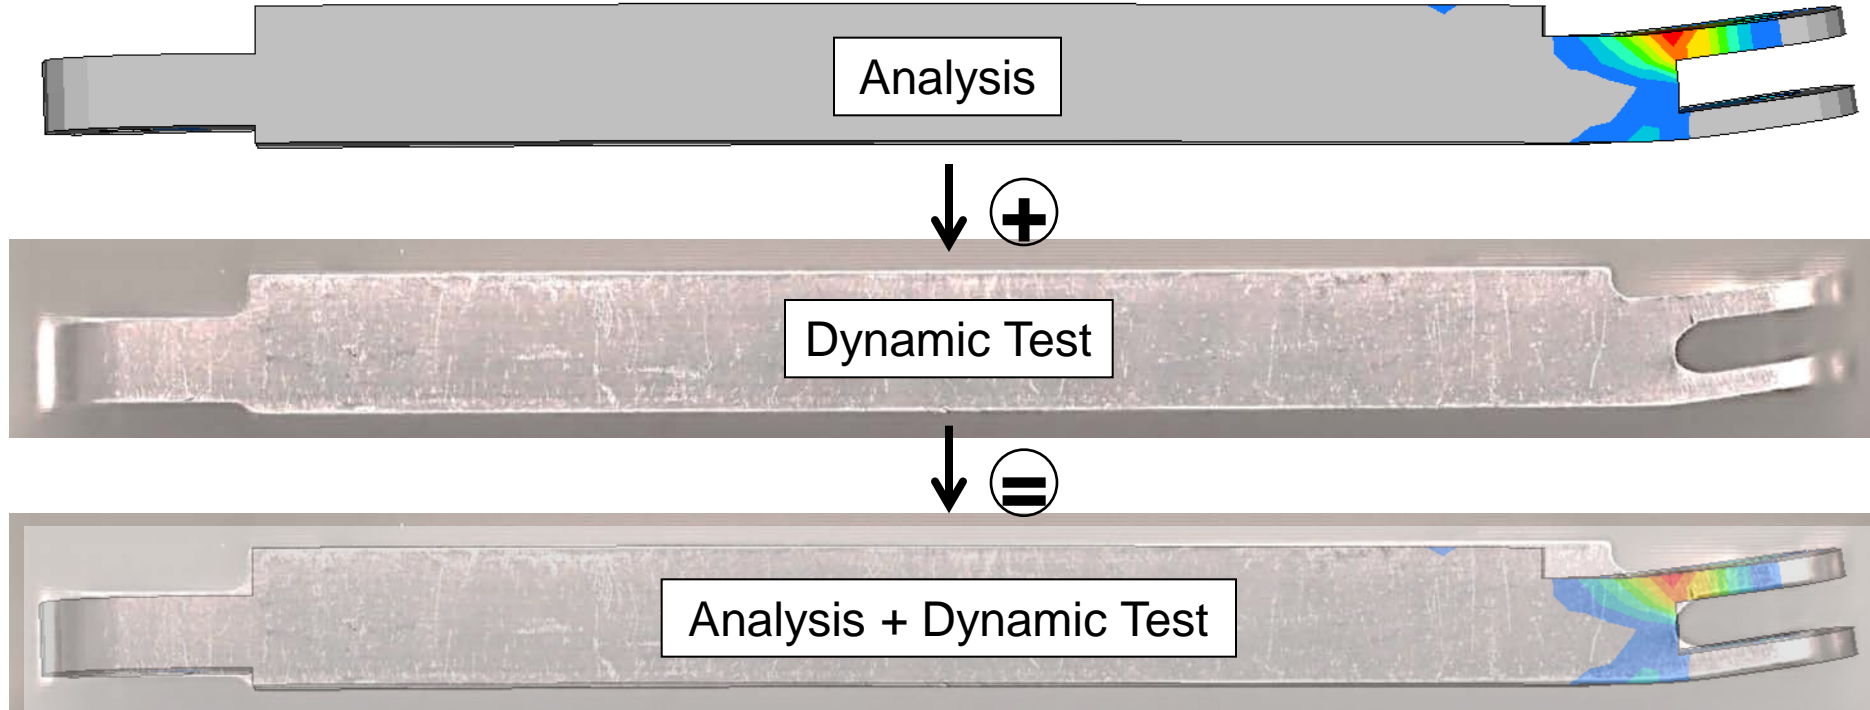 Analysis
+
Dynamic Test
=
Analysis + Dynamic Test